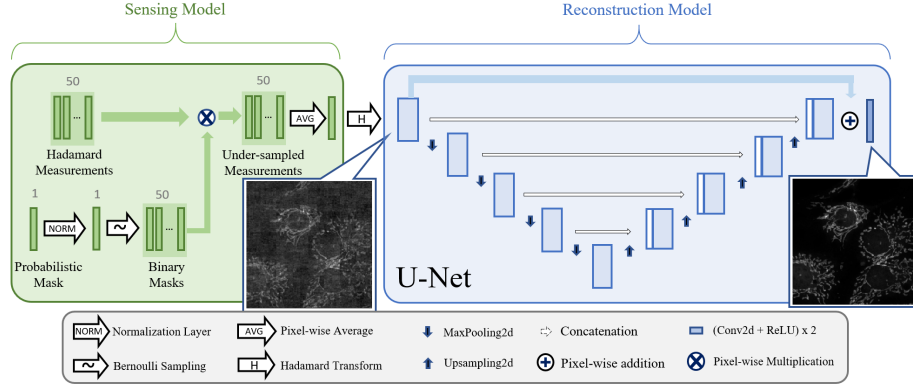 Sensing Model
Reconstruction Model
50
50
...
...
AVG
H
Hadamard
Measurements
Under-sampled
Measurements
1
1
50
NORM
~
...
Probabilistic
Mask
Binary
Masks
U-Net
NORM
Normalization Layer
AVG
Pixel-wise Average
MaxPooling2d
Concatenation
(Conv2d + ReLU) x 2
~
Bernoulli Sampling
H
Hadamard Transform
Upsampling2d
Pixel-wise addition
Pixel-wise Multiplication